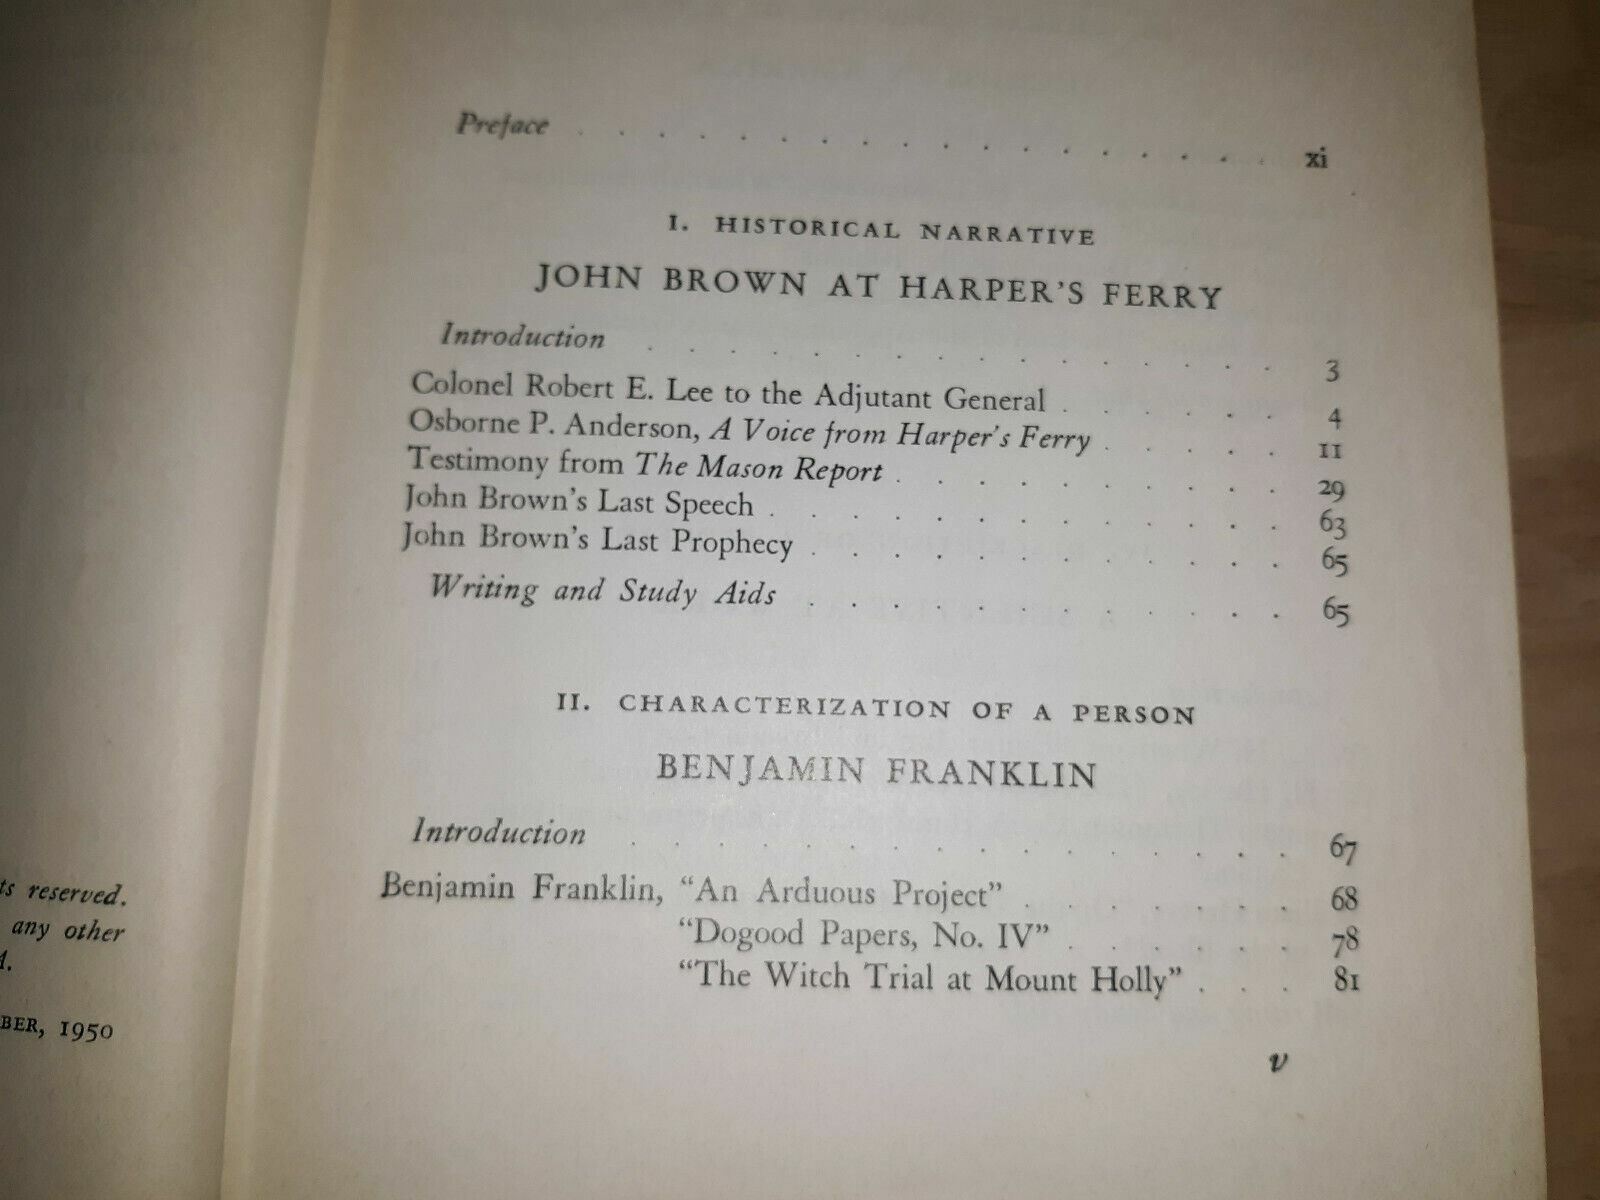 ts reserved.
any other
BER, 1950
Preface . . . . . . . . . . . . . . . . . . xi
I. HISTORICAL NARRATIVE
JOHN BROWN AT HARPER'S FERRY
Introduction . . . . . . . . . . . . . . . . 3
Colonel Robert E. Lee to the Adjutant General . . . . . . 4
Osborne P. Anderson, A Voice from Harper's Ferry . . . . . 11
Testimony from The Mason Report . . . . . . . . . . 29
John Brown's Last Speech . . . . . . . . . . . . . 63
John Brown's Last Prophecy . . . . . . . . . . . . 65
Writing and Study Aids . . . . . . . . . . . . 65
II. CHARACTERIZATION OF A PERSON
BENJAMIN FRANKLIN
Introduction . . . . . . . . . . . . . . . . 67
Benjamin Franklin, "An Arduous Project" . . . . . . . 68
"Dogood Papers, No. IV" . . . . . . 78
"The Witch Trial at Mount Holly" . . . 81
v